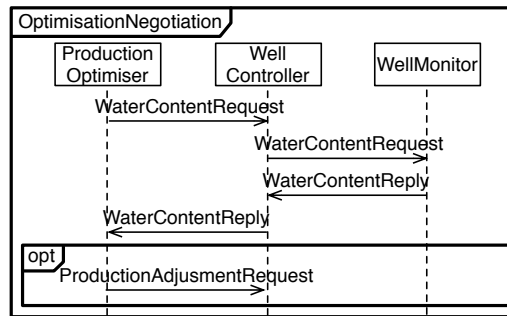 OptimisationNegotiation
Production
Optimiser
Well
Controller
WellMonitor
WaterContentRequest
WaterContentRequest
WaterContentReply
WaterContentReply
opt
ProductionAdjusmentRequest